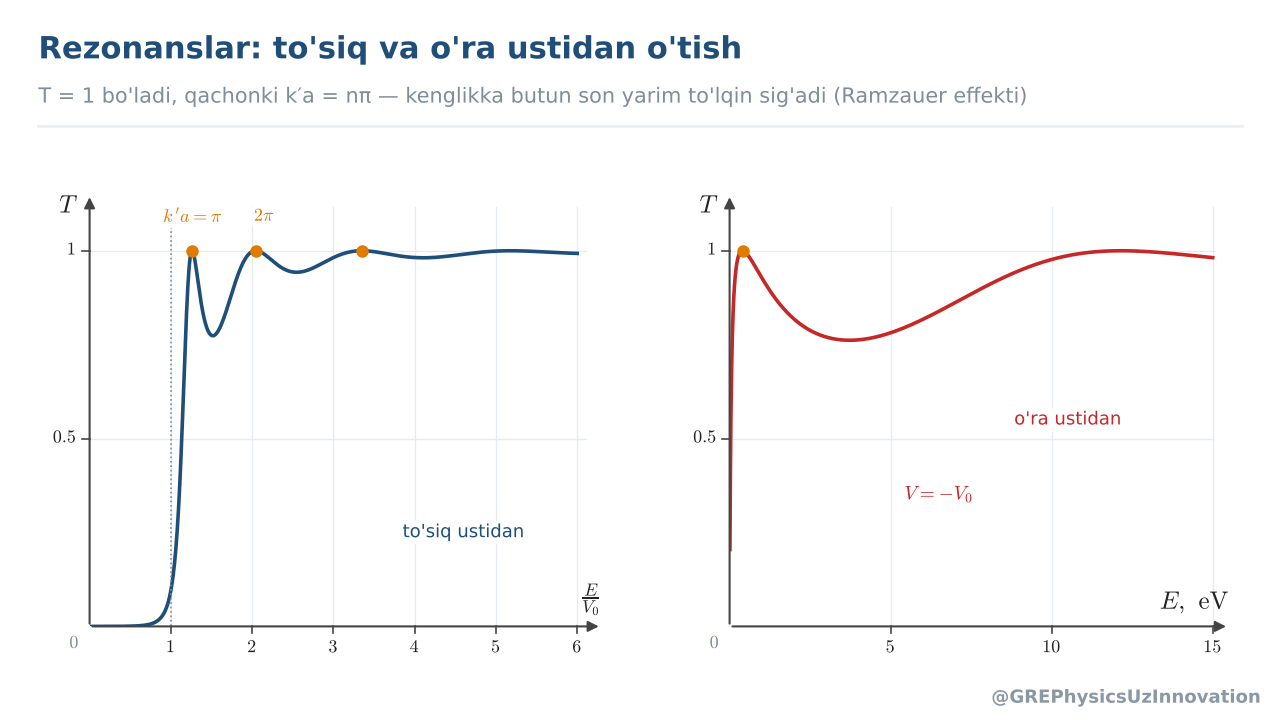 Rezonanslar: to'siq va o'ra ustidan o'tish
T = 1 bo'ladi, qachonki k′a = nπ — kenglikka butun son yarim to'lqin sig'adi (Ramzauer effekti)
T
k′a = π
2π
1
0.5
to'siq ustidan
E/V₀
0
1
2
3
4
5
6
T
1
0.5
o'ra ustidan
V = −V₀
E, eV
0
5
10
15
@GREPhysicsUzInnovation